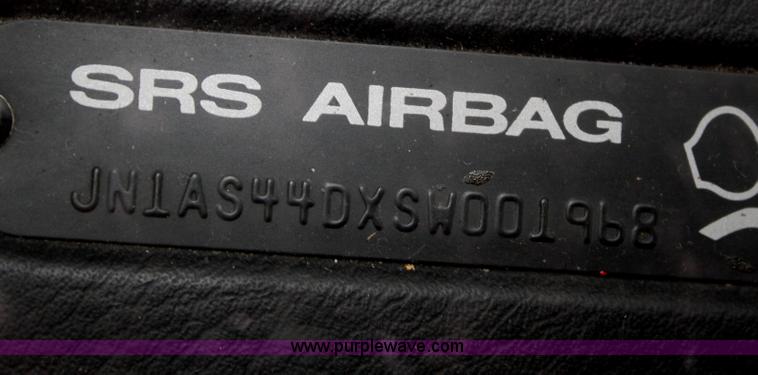 SRS AIRBAG
JN1AS44DXSW001968
www.purplewave.com